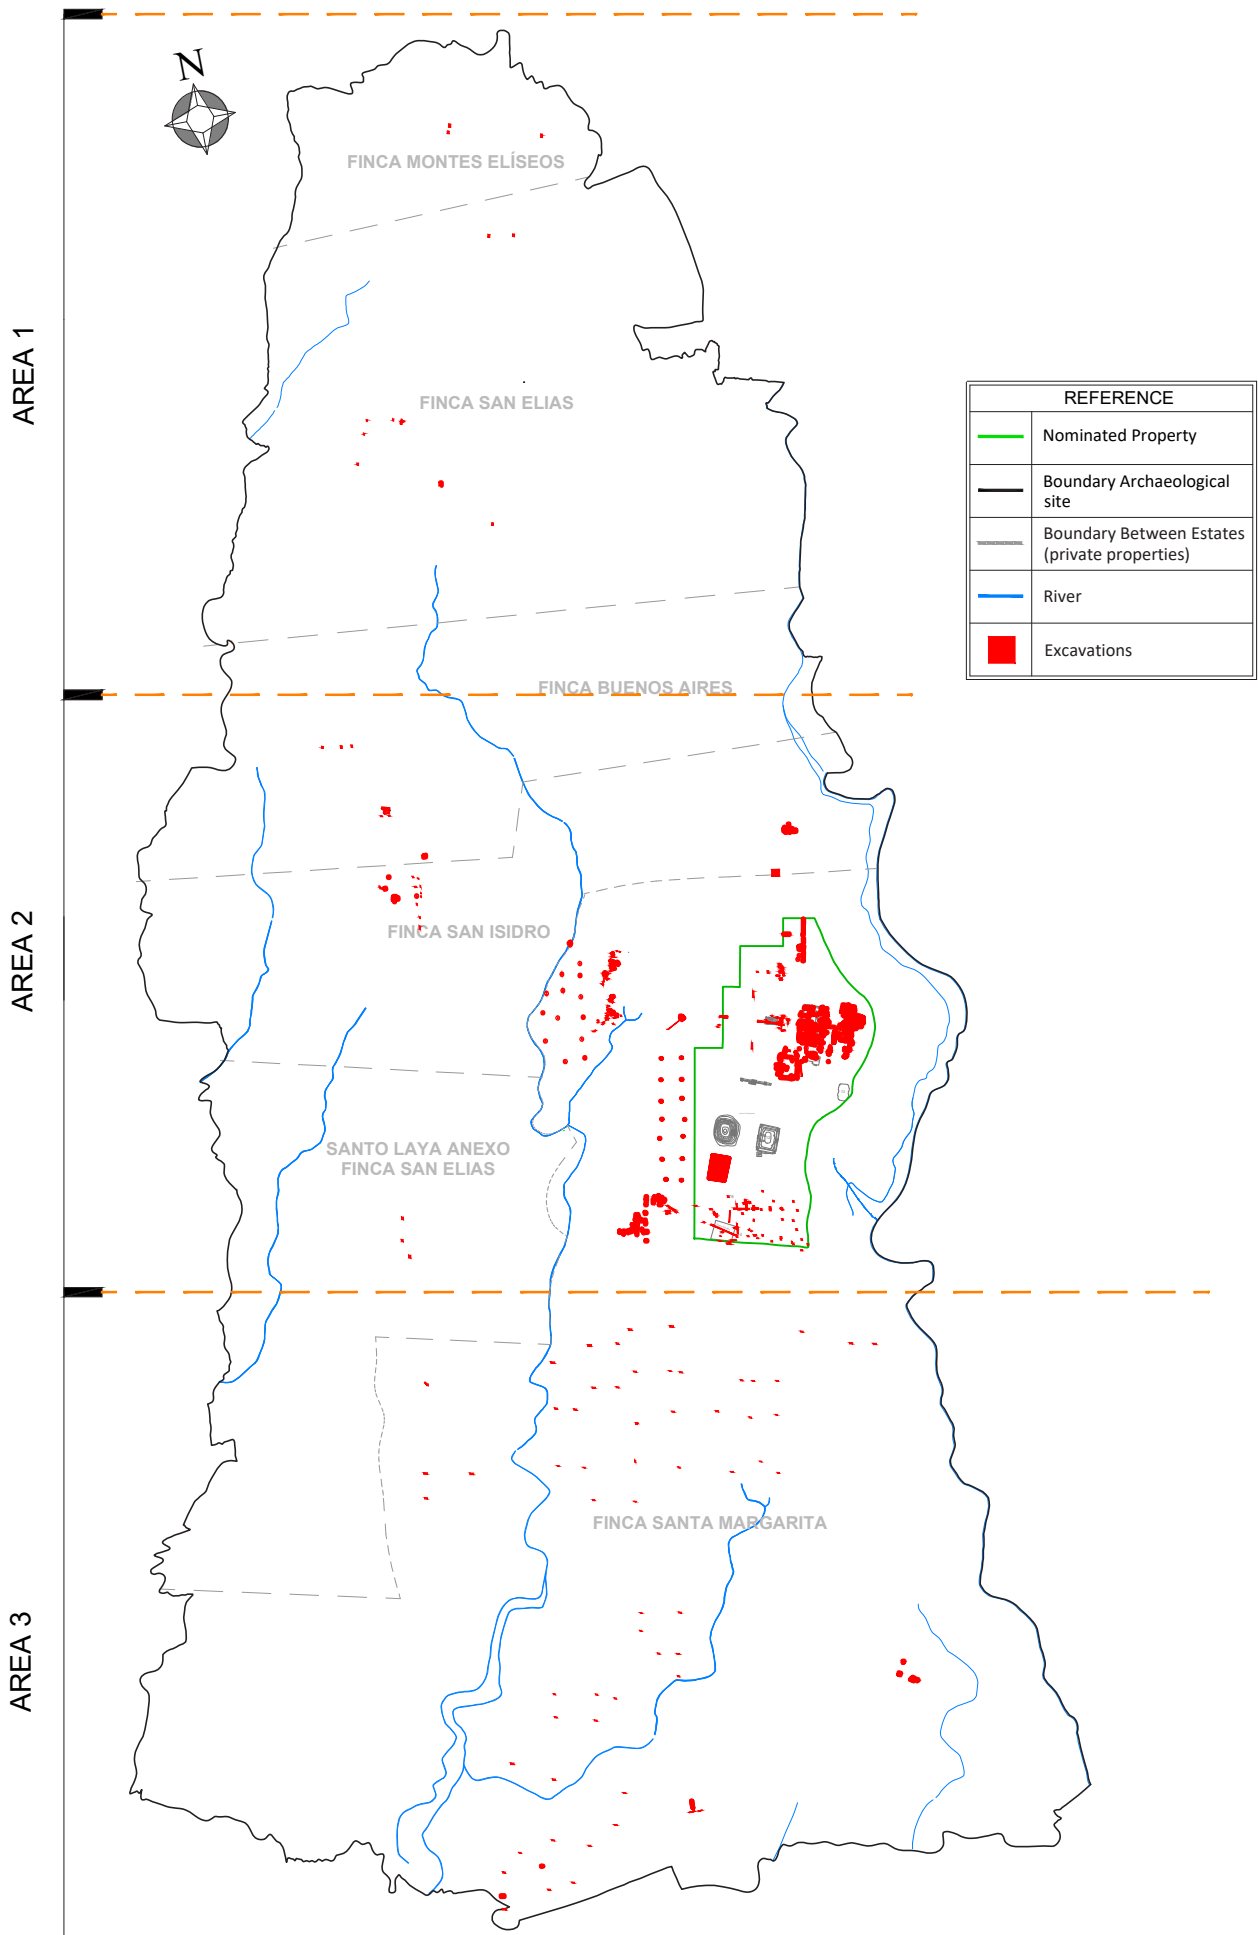 N
FINCA MONTES ELÍSEOS
AREA 1
FINCA SAN ELIAS
REFERENCE
Nominated Property
Boundary Archaeological
site
Boundary Between Estates
(private properties)
River
Excavations
FINCA BUENOS AIRES
AREA 2
FINCA SAN ISIDRO
SANTO LAYA ANEXO
FINCA SAN ELIAS
FINCA SANTA MARGARITA
AREA 3